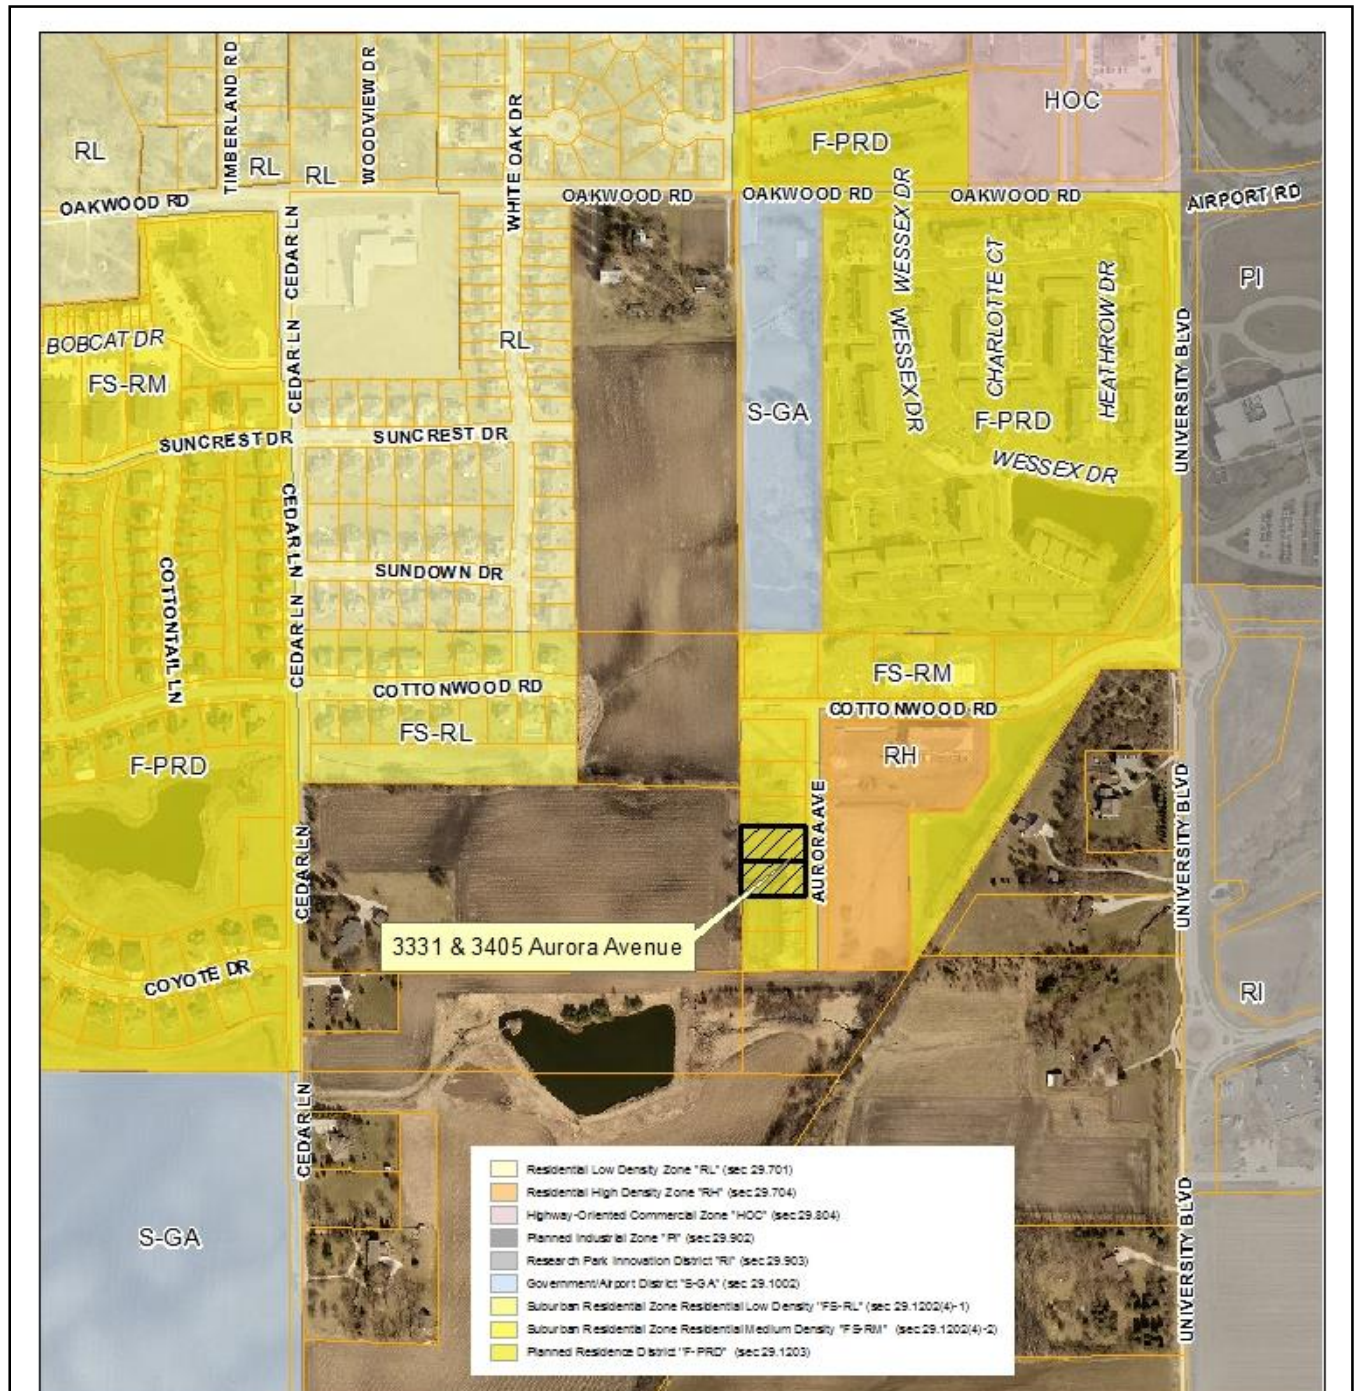 TIMBERLAND RD
WOODVIEW DR
WHITE OAK DR
HOC
RL
RL
RL
F-PRD
OAKWOOD RD
OAKWOOD RD
OAKWOOD RD
OAKWOOD RD
AIRPORT RD
WESSEX DR
CEDAR LN
CHARLOTTE CT
HEATHROW DR
PI
BOBCAT DR
RL
WESSEX DR
UNIVERSITY BLVD
FS-RM
CEDAR LN
S-GA
F-PRD
SUNCREST DR
SUNCREST DR
WESSEX DR
CEDAR LN
COTTONTAIL LN
SUNDOWN DR
CEDAR LN
FS-RM
COTTONWOOD RD
COTTONWOOD RD
FS-RL
RH
F-PRD
AURORA AVE
UNIVERSITY BLVD
CEDAR LN
3331 & 3405 Aurora Avenue
COYOTE DR
RI
CEDAR LN
S-GA
UNIVERSITY BLVD
Residential Low Density Zone "RL" (sec 29.701)
Residential High Density Zone "RH" (sec 29.704)
Highway-Oriented Commercial Zone "HOC" (sec 29.804)
Planned Industrial Zone "PI" (sec 29.902)
Research Park Innovation District "RI" (sec 29.903)
Government/Airport District "S-GA" (sec 29.1002)
Suburban Residential Zone Residential Low Density "FS-RL" (sec 29.1202(4)-1)
Suburban Residential Zone Residential Medium Density "FS-RM" (sec 29.1202(4)-2)
Planned Residence District "F-PRD" (sec 29.1203)